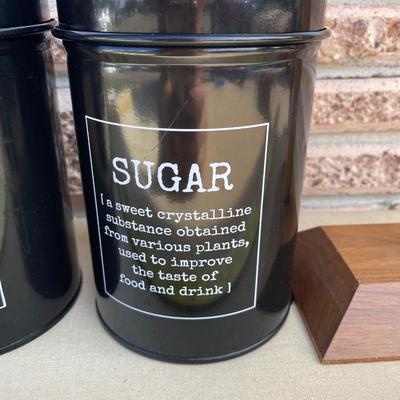 SUGAR
[ a sweet crystalline
substance obtained
from various plants,
used to improve
the taste of
food and drink ]